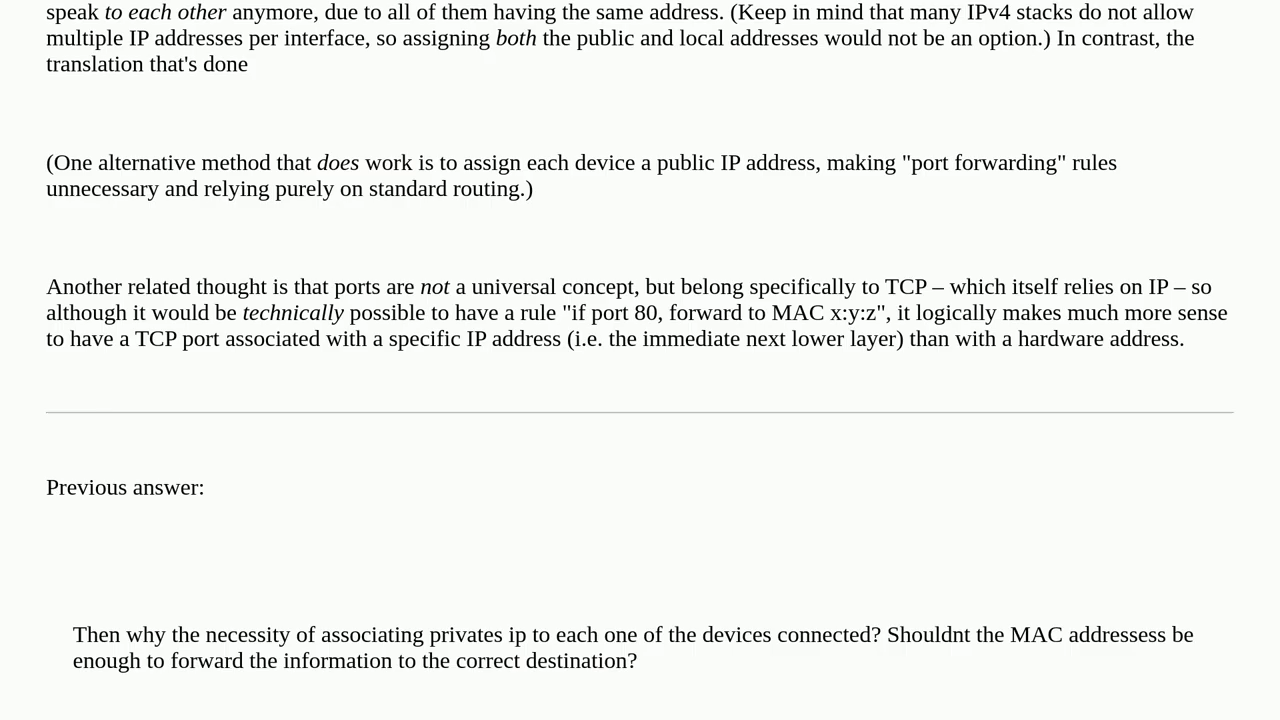 speak to each other anymore, due to all of them having the same address. (Keep in mind that many IPv4 stacks do not allow
multiple IP addresses per interface, so assigning both the public and local addresses would not be an option.) In contrast, the
translation that's done
(One alternative method that does work is to assign each device a public IP address, making "port forwarding" rules
unnecessary and relying purely on standard routing.)
Another related thought is that ports are not a universal concept, but belong specifically to TCP – which itself relies on IP – so
although it would be technically possible to have a rule "if port 80, forward to MAC x:y:z", it logically makes much more sense
to have a TCP port associated with a specific IP address (i.e. the immediate next lower layer) than with a hardware address.
Previous answer:
Then why the necessity of associating privates ip to each one of the devices connected? Shouldnt the MAC addressess be
enough to forward the information to the correct destination?